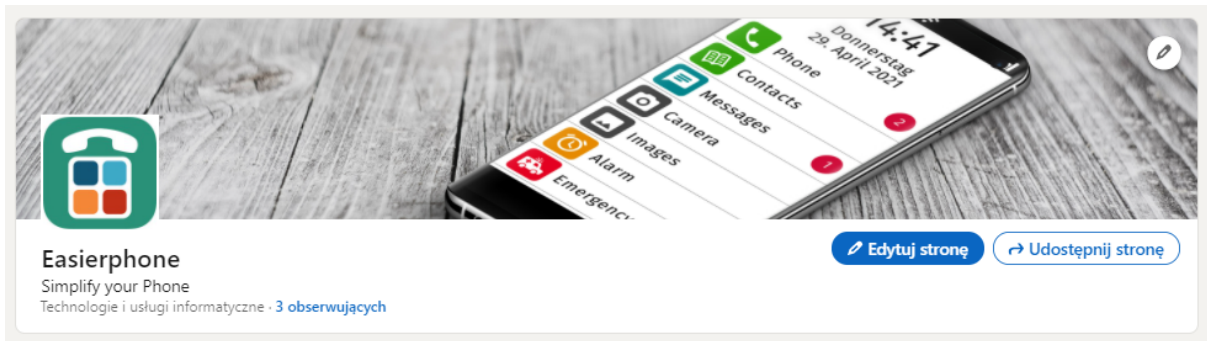 14:41
Donnerstag
29. April 2021
Phone
Contacts
2
Messages
Camera
1
Images
Alarm
Emergency
Easierphone
Simplify your Phone
Technologie i usługi informatyczne · 3 obserwujących
Edytuj stronę
Udostępnij stronę